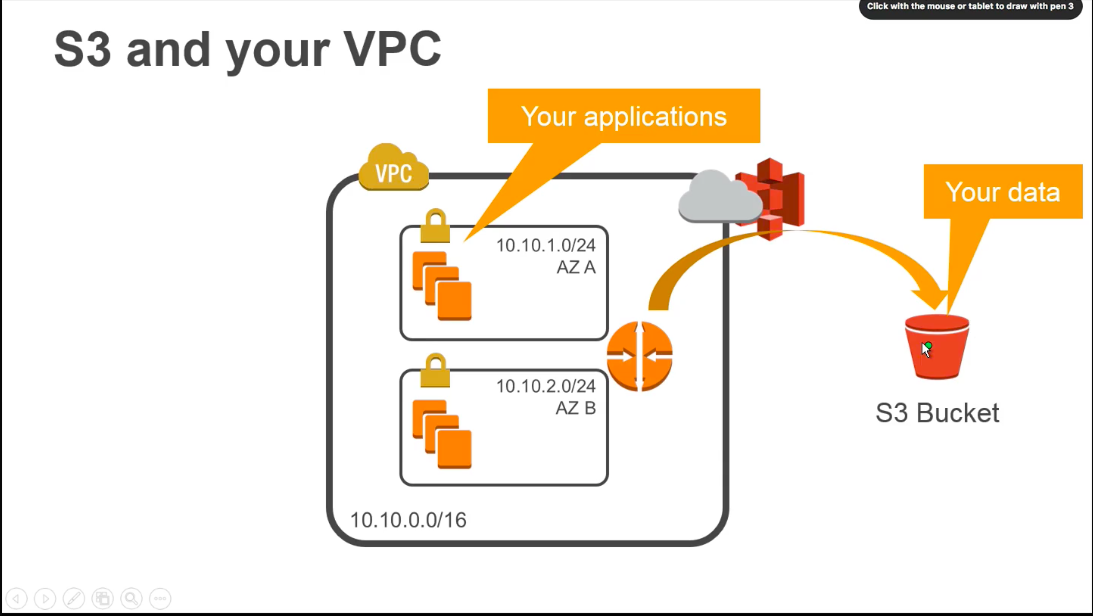 Click with the mouse or tablet to draw with pen 3
S3 and your VPC
Your applications
VPC
Your data
10.10.1.0/24
AZ A
10.10.2.0/24
AZ B
S3 Bucket
10.10.0.0/16